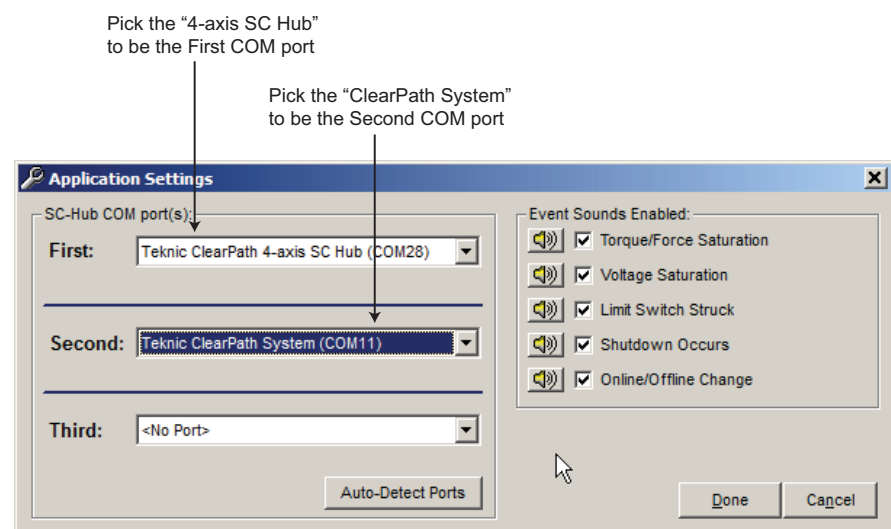 Pick the “4-axis SC Hub”
to be the First COM port
Pick the “ClearPath System”
to be the Second COM port
Application Settings
SC-Hub COM port(s):
First:
Teknic ClearPath 4-axis SC Hub (COM28)
Second:
Teknic ClearPath System (COM11)
Third:
<No Port>
Auto-Detect Ports
Event Sounds Enabled:
Torque/Force Saturation
Voltage Saturation
Limit Switch Struck
Shutdown Occurs
Online/Offline Change
Done
Cancel